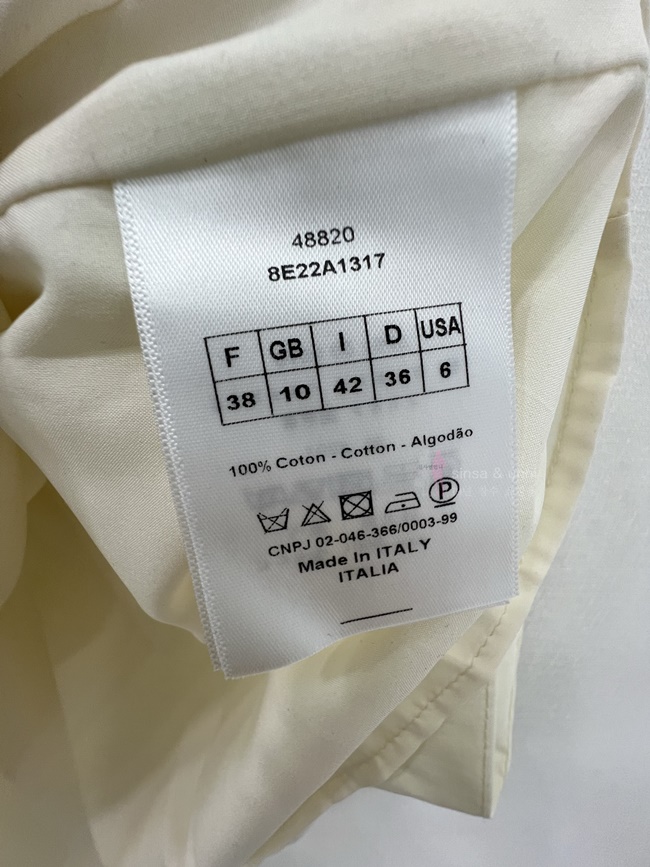 48820
8E22A1317
F GB I D USA
38 10 42 36 6
100% Coton - Cotton - Algodão
P
CNPJ 02-046-366/0003-99
Made In ITALY
ITALIA